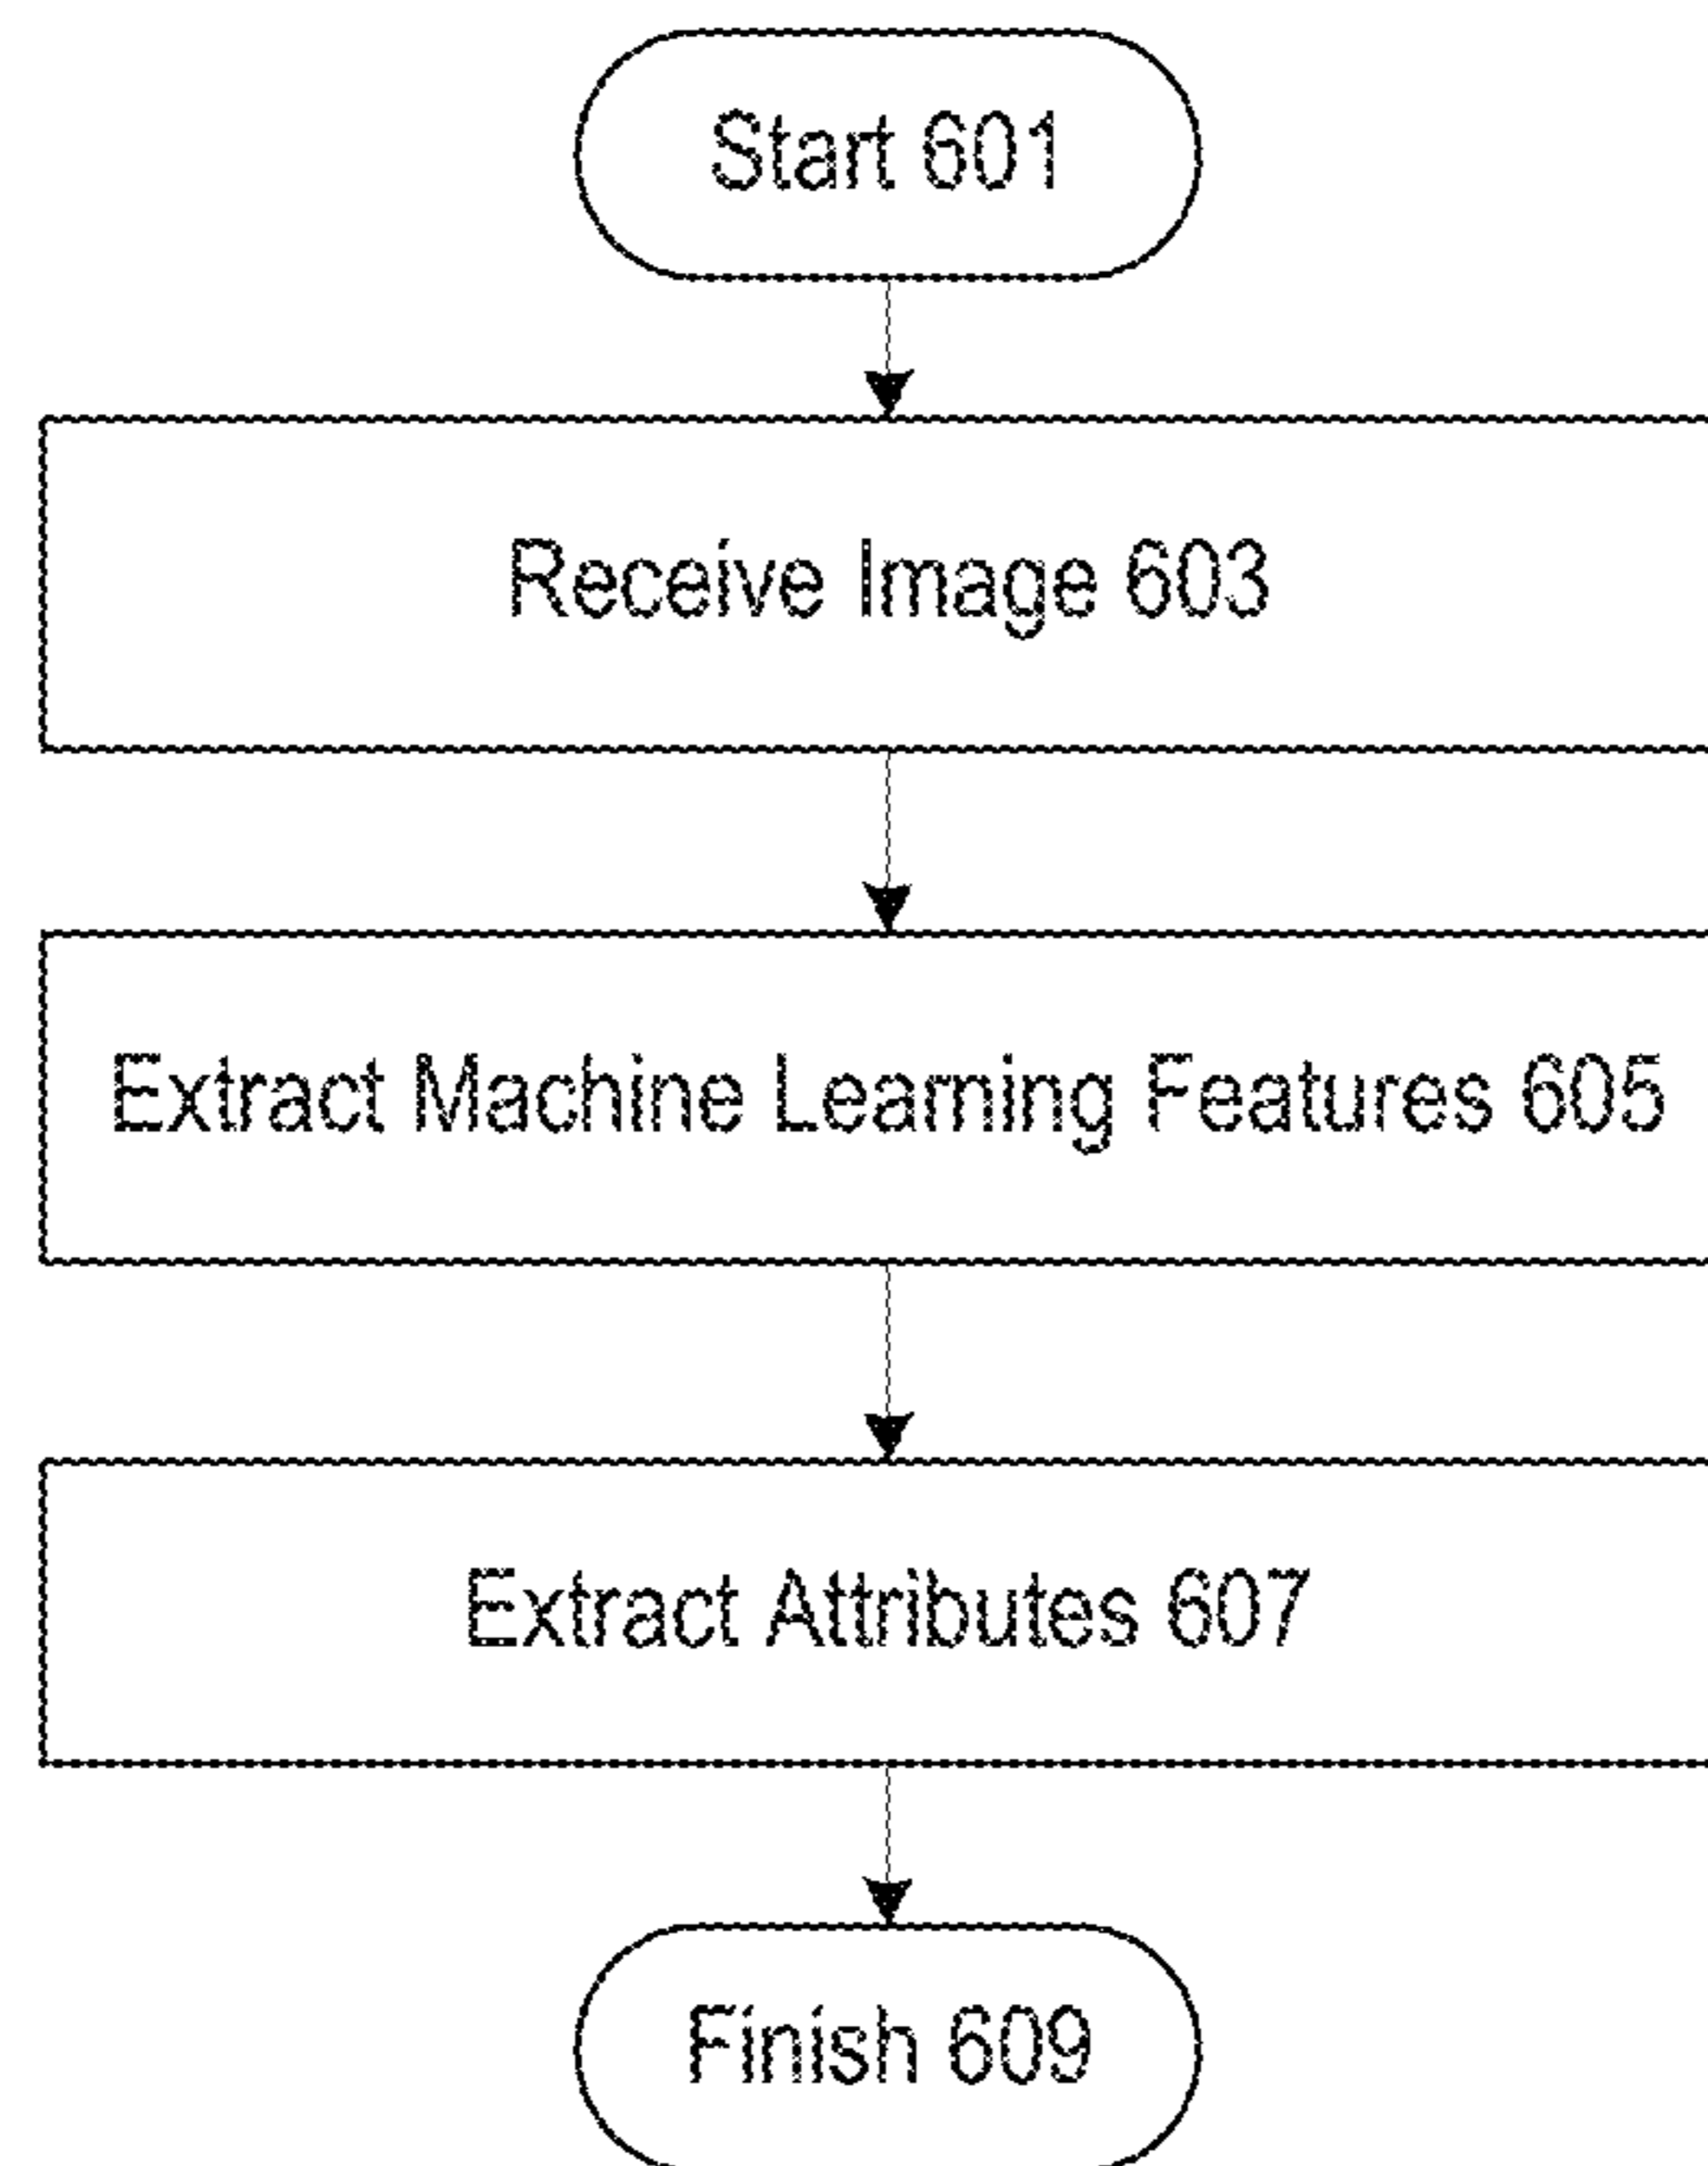 Start 601
Receive Image 603
Extract Machine Learning Features 605
Extract Attributes 607
Finish 609